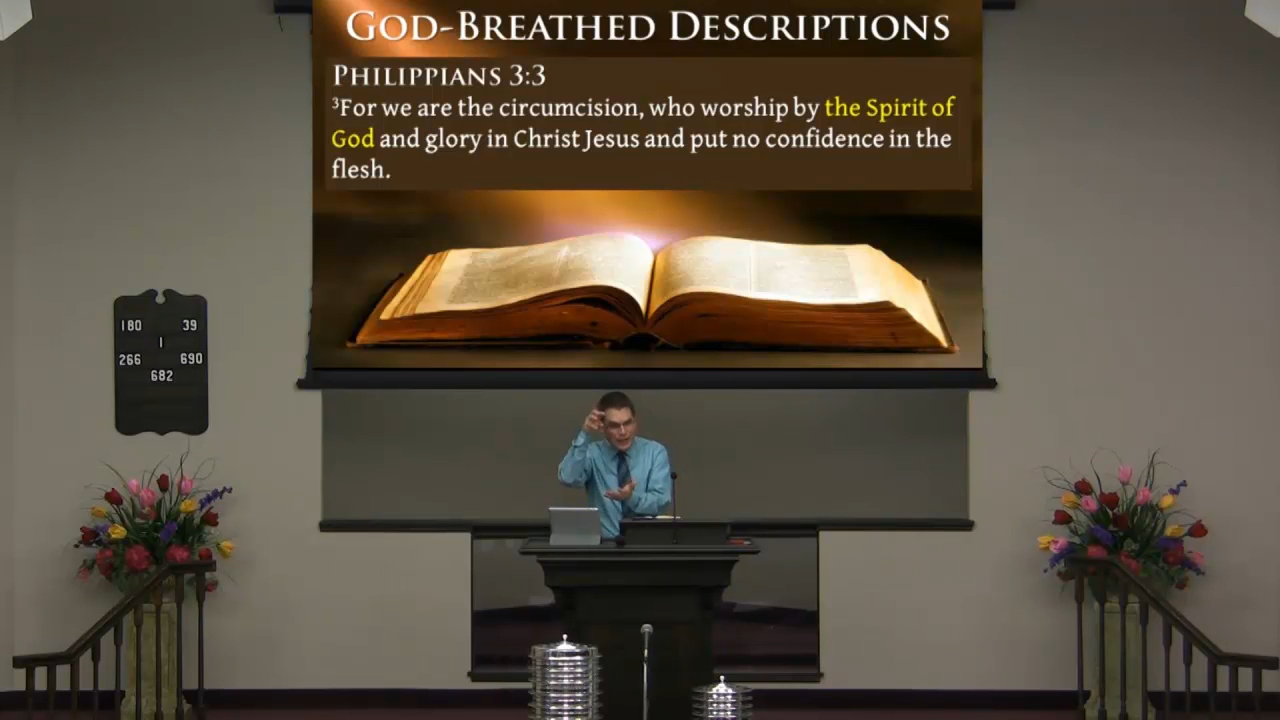 GOD-BREATHED DESCRIPTIONS
PHILIPPIANS 3:3
³For we are the circumcision, who worship by the Spirit of
God and glory in Christ Jesus and put no confidence in the
flesh.
180 39
1
266 690
682